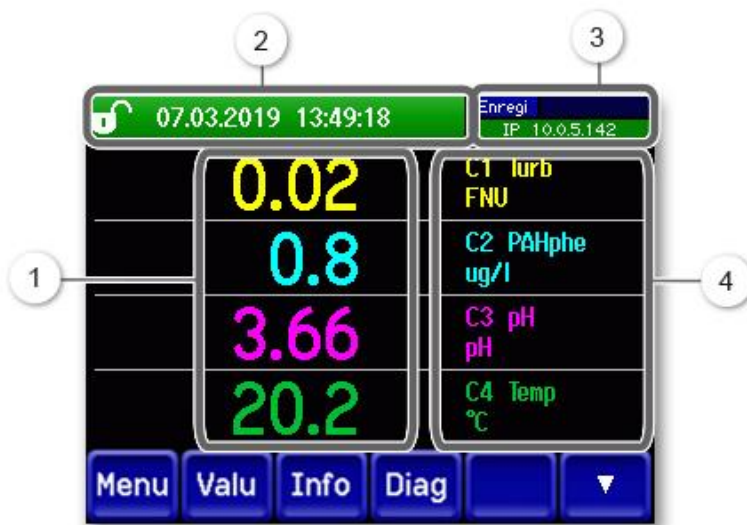 2
3
07.03.2019 13:49:18
Enregi
IP 10.0.5.142
0.02
C1 Turb
FNU
0.8
C2 PAHphe
ug/l
1
4
3.66
C3 pH
pH
20.2
C4 Temp
°C
Menu Valu Info Diag